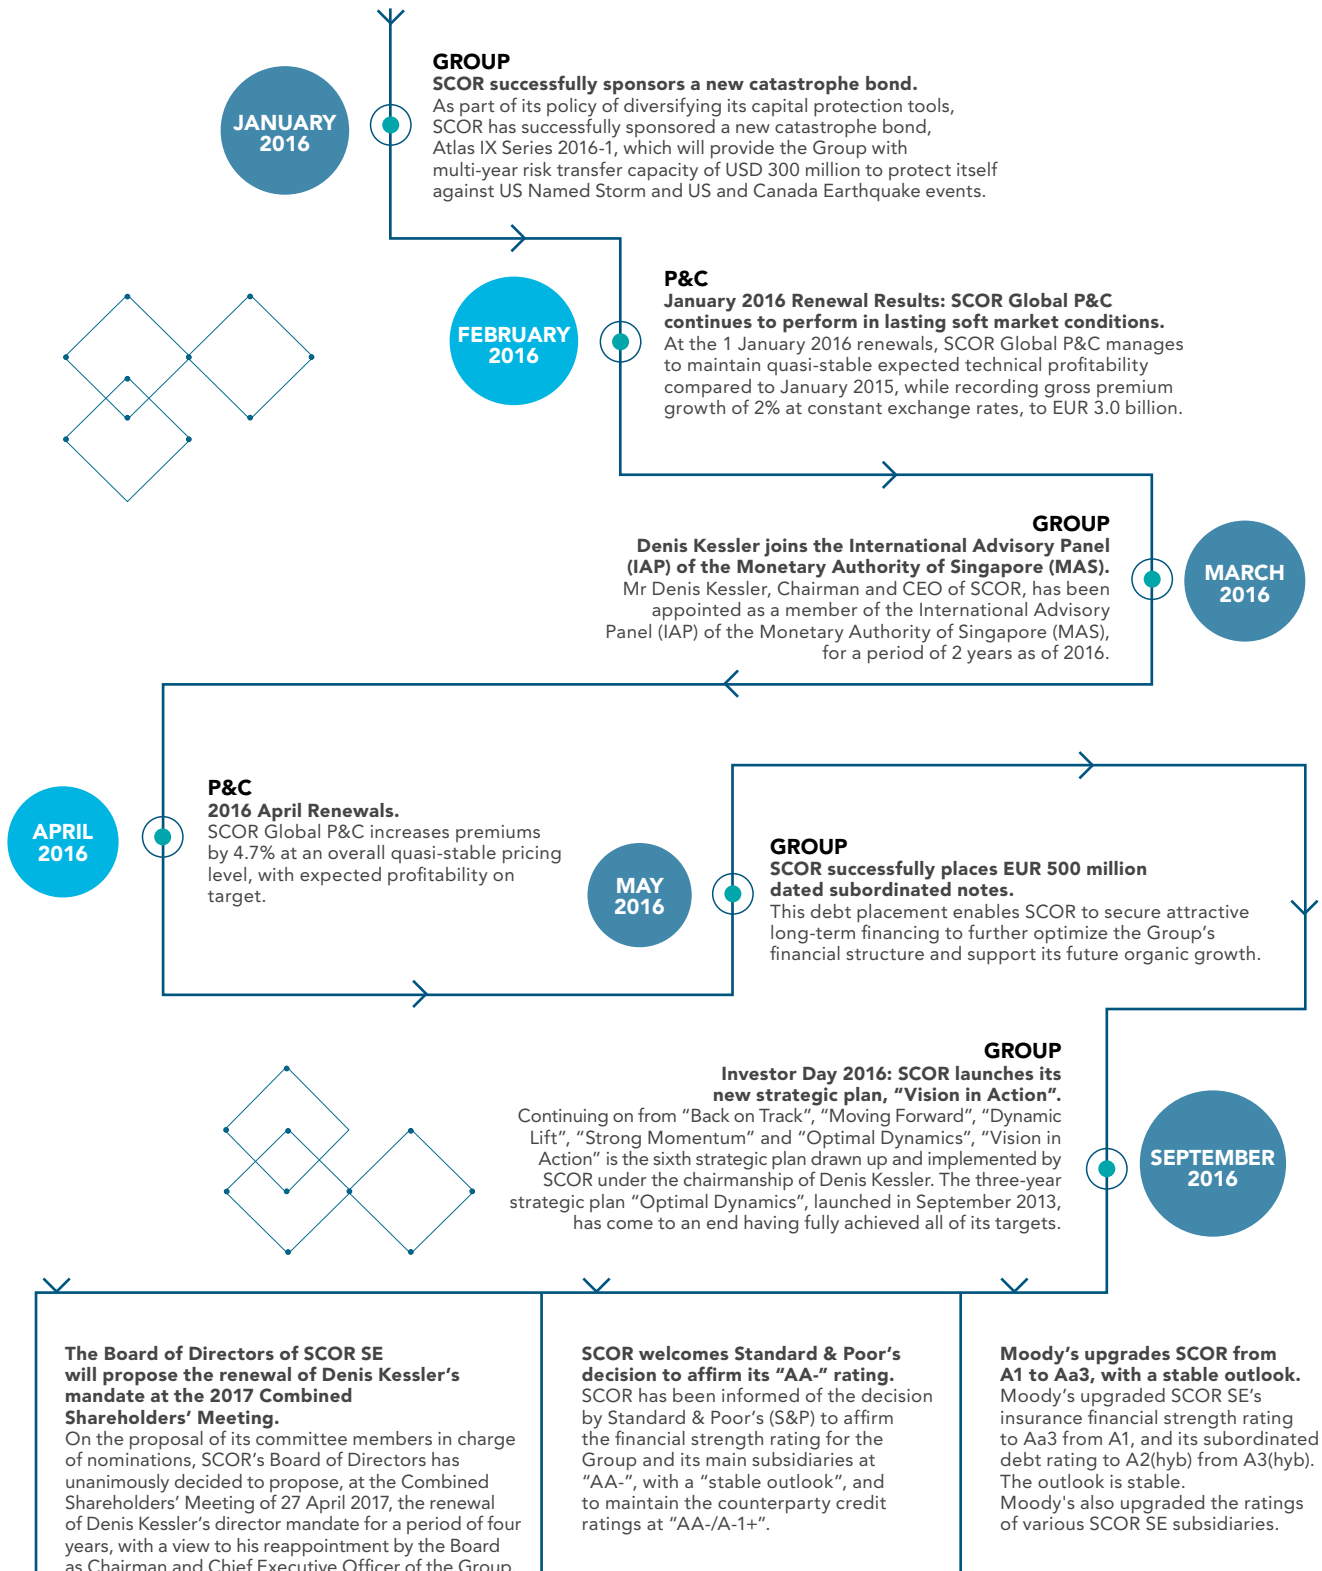 JANUARY
2016
GROUP
SCOR successfully sponsors a new catastrophe bond.
As part of its policy of diversifying its capital protection tools,
SCOR has successfully sponsored a new catastrophe bond,
Atlas IX Series 2016-1, which will provide the Group with
multi-year risk transfer capacity of USD 300 million to protect itself
against US Named Storm and US and Canada Earthquake events.
FEBRUARY
2016
P&C
January 2016 Renewal Results: SCOR Global P&C
continues to perform in lasting soft market conditions.
At the 1 January 2016 renewals, SCOR Global P&C manages
to maintain quasi-stable expected technical profitability
compared to January 2015, while recording gross premium
growth of 2% at constant exchange rates, to EUR 3.0 billion.
GROUP
Denis Kessler joins the International Advisory Panel
(IAP) of the Monetary Authority of Singapore (MAS).
Mr Denis Kessler, Chairman and CEO of SCOR, has been
appointed as a member of the International Advisory
Panel (IAP) of the Monetary Authority of Singapore (MAS),
for a period of 2 years as of 2016.
MARCH
2016
APRIL
2016
P&C
2016 April Renewals.
SCOR Global P&C increases premiums
by 4.7% at an overall quasi-stable pricing
level, with expected profitability on
target.
MAY
2016
GROUP
SCOR successfully places EUR 500 million
dated subordinated notes.
This debt placement enables SCOR to secure attractive
long-term financing to further optimize the Group's
financial structure and support its future organic growth.
GROUP
Investor Day 2016: SCOR launches its
new strategic plan, “Vision in Action”.
Continuing on from “Back on Track”, “Moving Forward”, “Dynamic
Lift”, “Strong Momentum” and “Optimal Dynamics”, “Vision in
Action” is the sixth strategic plan drawn up and implemented by
SCOR under the chairmanship of Denis Kessler. The three-year
strategic plan “Optimal Dynamics”, launched in September 2013,
has come to an end having fully achieved all of its targets.
SEPTEMBER
2016
The Board of Directors of SCOR SE
will propose the renewal of Denis Kessler’s
mandate at the 2017 Combined
Shareholders’ Meeting.
On the proposal of its committee members in charge
of nominations, SCOR’s Board of Directors has
unanimously decided to propose, at the Combined
Shareholders’ Meeting of 27 April 2017, the renewal
of Denis Kessler’s director mandate for a period of four
years, with a view to his reappointment by the Board
as Chairman and Chief Executive Officer of the Group
SCOR welcomes Standard & Poor’s
decision to affirm its “AA-” rating.
SCOR has been informed of the decision
by Standard & Poor’s (S&P) to affirm
the financial strength rating for the
Group and its main subsidiaries at
“AA-”, with a “stable outlook”, and
to maintain the counterparty credit
ratings at “AA-/A-1+”.
Moody’s upgrades SCOR from
A1 to Aa3, with a stable outlook.
Moody’s upgraded SCOR SE’s
insurance financial strength rating
to Aa3 from A1, and its subordinated
debt rating to A2(hyb) from A3(hyb).
The outlook is stable.
Moody's also upgraded the ratings
of various SCOR SE subsidiaries.